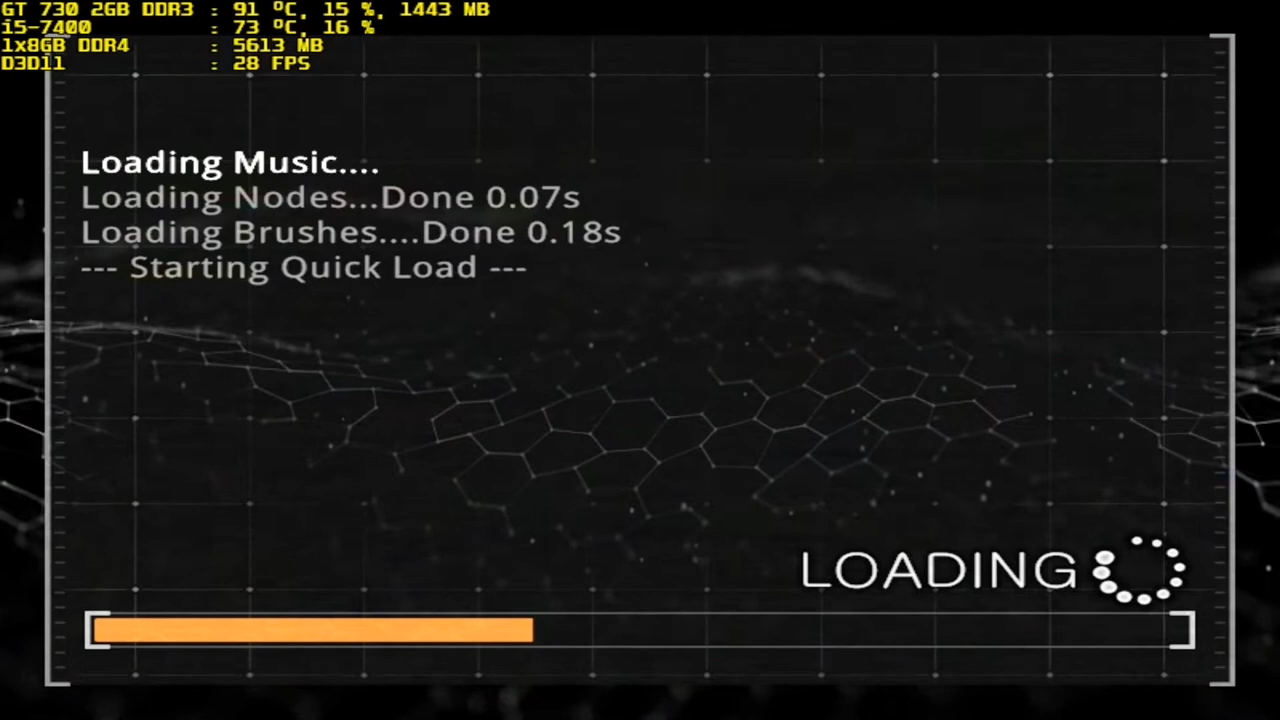 GT 730 2GB DDR3 : 91 ºC, 15 %, 1443 MB
i5-7400 : 73 ºC, 16 %
1x8GB DDR4 : 5613 MB
D3D11 : 28 FPS
Loading Music....
Loading Nodes...Done 0.07s
Loading Brushes....Done 0.18s
--- Starting Quick Load ---
LOADING